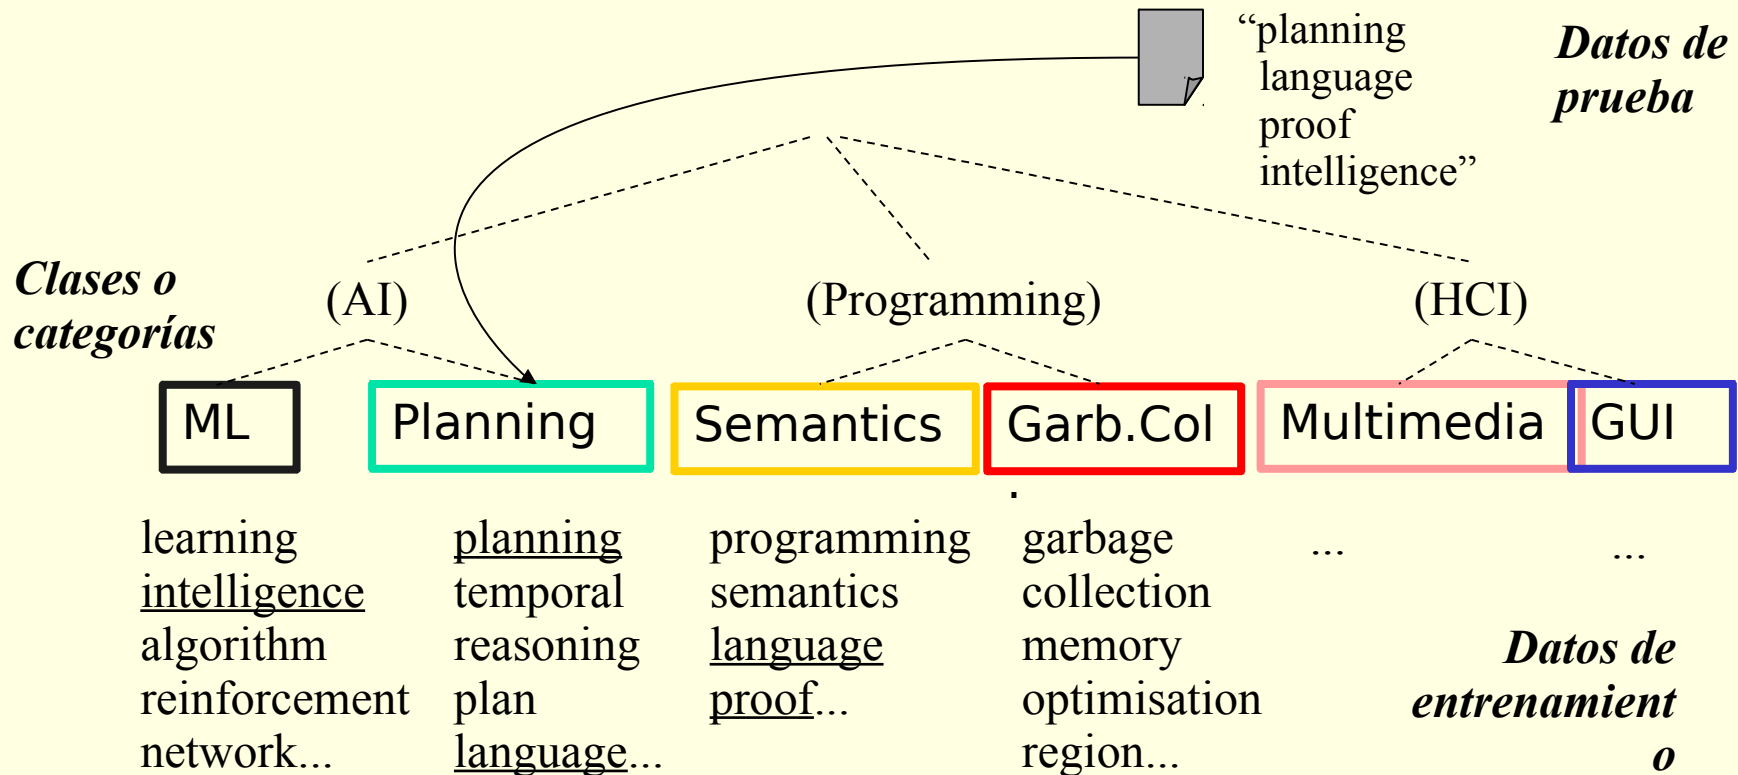 “planning
language
proof
intelligence”
Datos de
prueba
Clases o
categorías
(AI)
(Programming)
(HCI)
ML
Planning
Semantics
Garb.Col
.
Multimedia
GUI
learning
intelligence
algorithm
reinforcement
network...
planning
temporal
reasoning
plan
language...
programming
semantics
language
proof...
garbage
collection
memory
optimisation
region...
...
...
Datos de
entrenamient
o